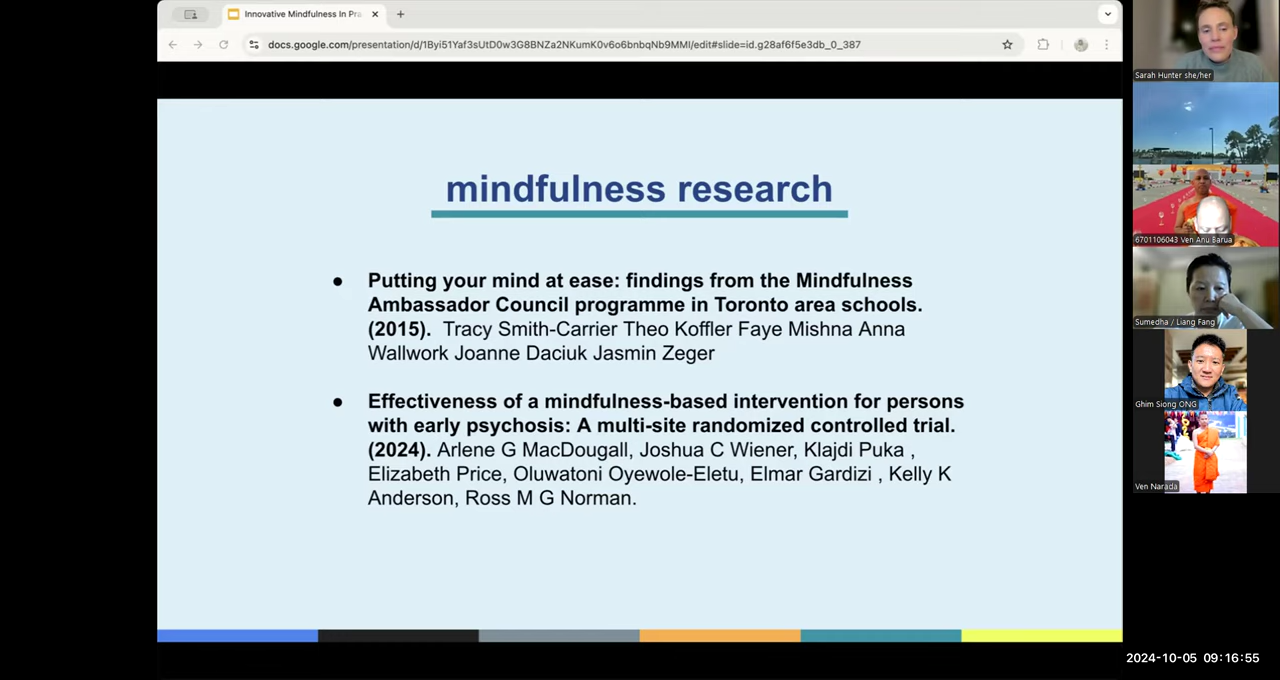 Innovative Mindfulness In Pra
docs.google.com/presentation/d/1Byi51Yaf3sUtD0w3G8BNZa2NKumK0v6o6bnbqNb9MMI/edit#slide=id.g28af6f5e3db_0_387
mindfulness research
● Putting your mind at ease: findings from the Mindfulness
Ambassador Council programme in Toronto area schools.
(2015). Tracy Smith-Carrier Theo Koffler Faye Mishna Anna
Wallwork Joanne Daciuk Jasmin Zeger
● Effectiveness of a mindfulness-based intervention for persons
with early psychosis: A multi-site randomized controlled trial.
(2024). Arlene G MacDougall, Joshua C Wiener, Klajdi Puka ,
Elizabeth Price, Oluwatoni Oyewole-Eletu, Elmar Gardizi , Kelly K
Anderson, Ross M G Norman.
Sarah Hunter she/her
6701106043 Ven Anu Barua
Sumedha / Liang Fang
Ghim Siong ONG
Ven Narada
2024-10-05 09:16:55